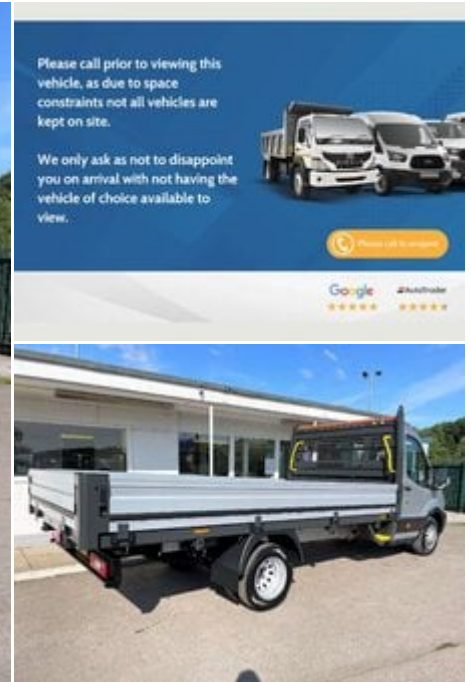 Please call prior to viewing this
vehicle, as due to space
constraints not all vehicles are
kept on site.
We only ask as not to disappoint
you on arrival with not having the
vehicle of choice available to
view.
Please call to enquire
Google
AutoTrader